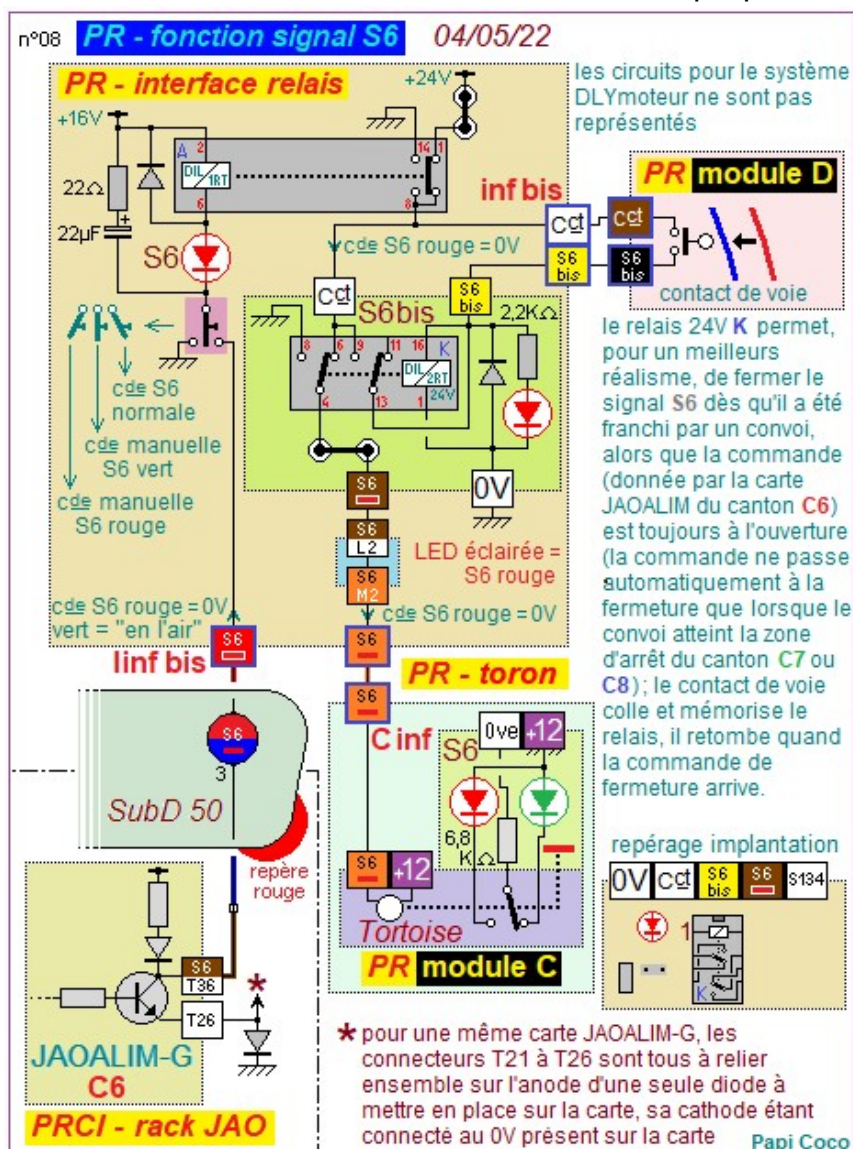 n°08 PR - fonction signal S6 04/05/22
PR - interface relais
+24V
+16V
les circuits pour le système
DLYmoteur ne sont pas
représentés
A 2 14 1
DIL
1RT
6 8
22Ω
22µF
+
S6
inf bis
PR module D
cct cct
S6
bis
S6
bis
contact de voie
cde S6 rouge = 0V
cct
S6
bis
S6bis
2,2KΩ
8 6 9 11 16 K
DIL
2RT
24V
4 13 1
0V
cde S6
normale
cde manuelle
S6 vert
cde manuelle
S6 rouge
S6
S6
L2
S6
M2
LED éclairée =
S6 rouge
cde S6 rouge = 0V
vert = "en l'air"
cde S6 rouge = 0V
S6
linf bis
S6
PR - toron
S6
C inf
le relais 24V K permet,
pour un meilleurs
réalisme, de fermer le
signal S6 dès qu'il a été
franchi par un convoi,
alors que la commande
(donnée par la carte
JAOALIM du canton C6)
est toujours à l'ouverture
(la commande ne passe
automatiquement à la
fermeture que lorsque le
convoi atteint la zone
d'arrêt du canton C7 ou
C8); le contact de voie
colle et mémorise le
relais, il retombe quand
la commande de
fermeture arrive.
S6
3
SubD 50
repère
rouge
S6 0ve +12
6,8
KΩ
S6 +12
Tortoise
PR module C
repérage implantation
0V cct S6
bis
S6 S134
1
K
S6
T36
T26
*
JAOALIM-G
C6
PRCI - rack JAO
* pour une même carte JAOALIM-G, les
connecteurs T21 à T26 sont tous à relier
ensemble sur l'anode d'une seule diode à
mettre en place sur la carte, sa cathode étant
connecté au 0V présent sur la carte
Papi Coco